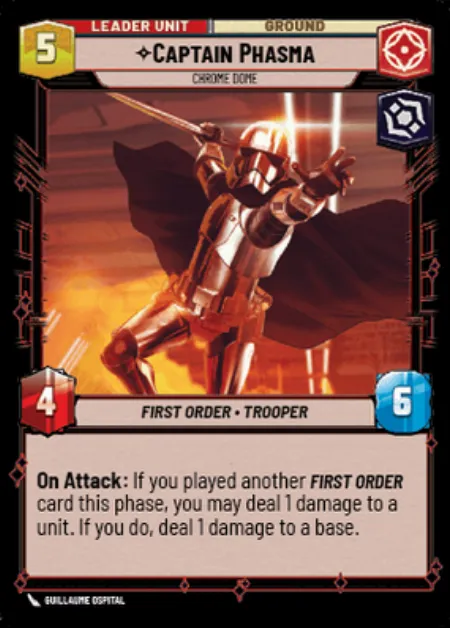 LEADER UNIT
GROUND
5
CAPTAIN PHASMA
CHROME DOME
4
FIRST ORDER • TROOPER
6
On Attack: If you played another FIRST ORDER
card this phase, you may deal 1 damage to a
unit. If you do, deal 1 damage to a base.
GUILLAUME OSPITAL